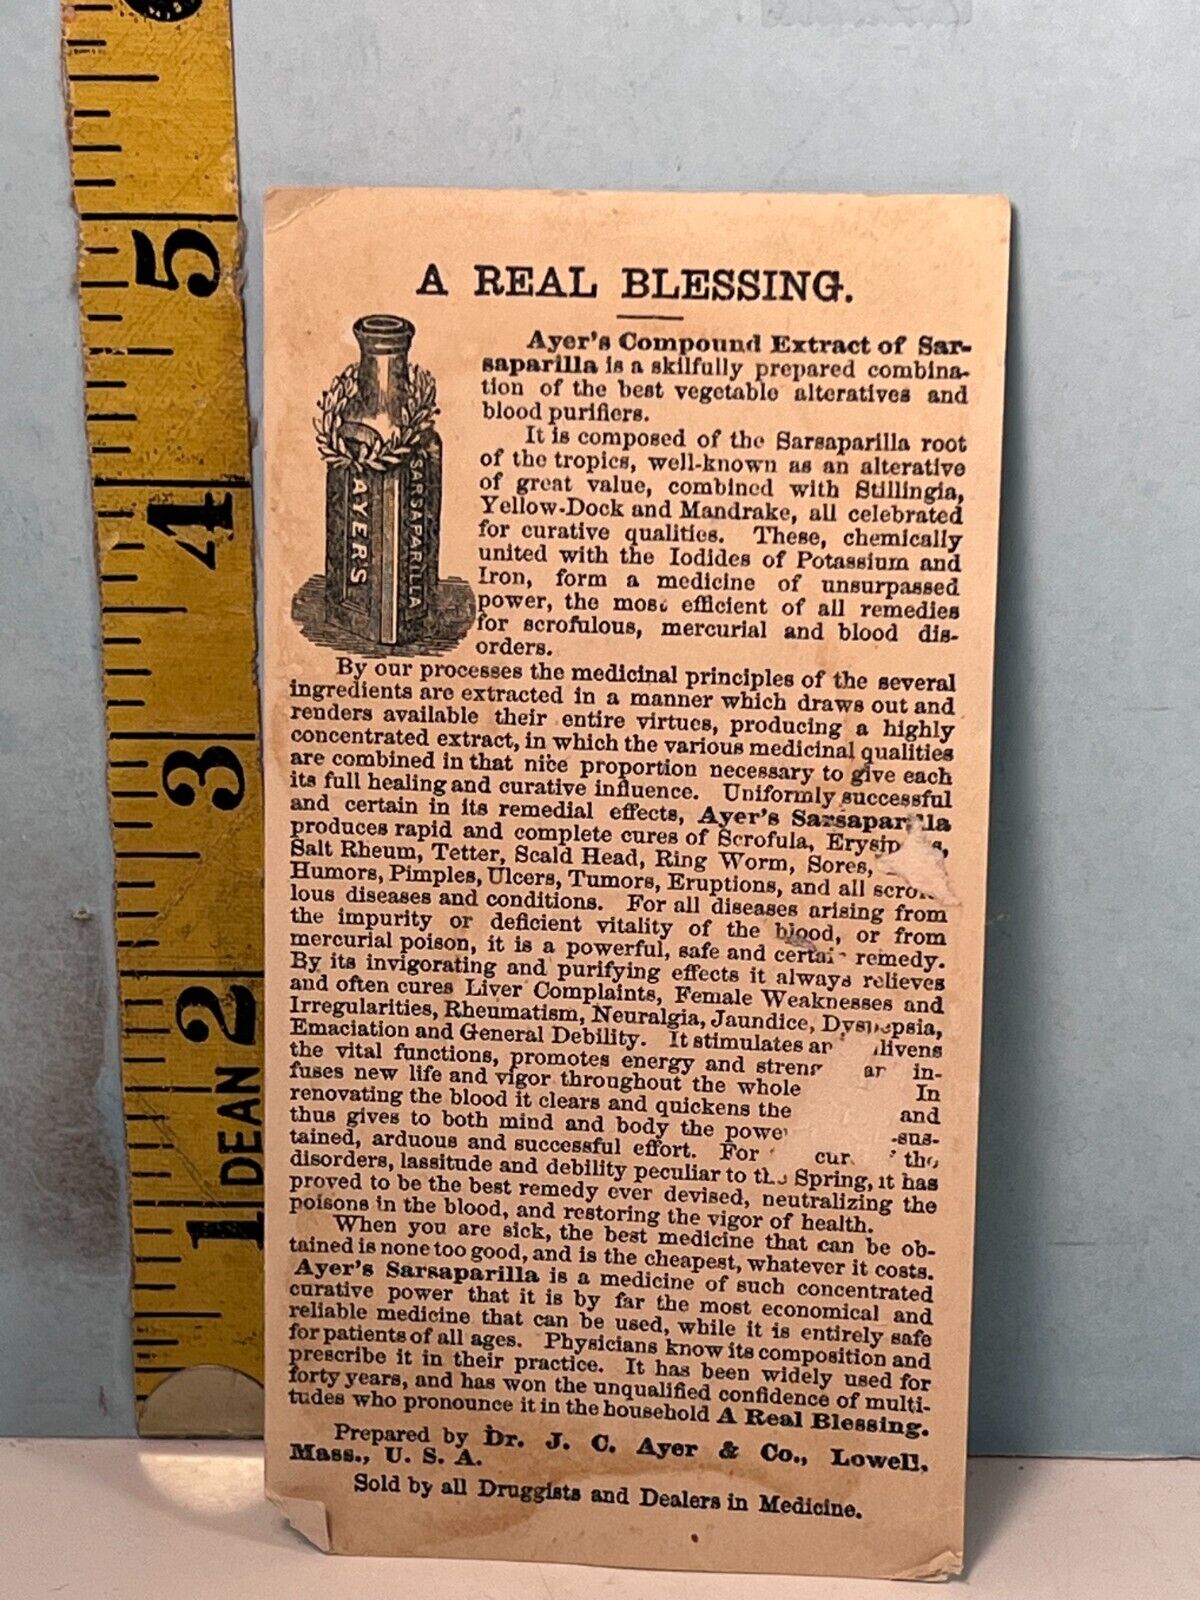 5
4
3
2
DEAN
1
A REAL BLESSING.
AYER'S
SARSAPARILLA
Ayer's Compound Extract of Sar-
saparilla is a skilfully prepared combina-
tion of the best vegetable alteratives and
blood purifiers.
It is composed of the Sarsaparilla root
of the tropics, well-known as an alterative
of great value, combined with Stillingia,
Yellow-Dock and Mandrake, all celebrated
for curative qualities. These, chemically
united with the Iodides of Potassium and
Iron, form a medicine of unsurpassed
power, the most efficient of all remedies
for scrofulous, mercurial and blood dis-
orders.
By our processes the medicinal principles of the several
ingredients are extracted in a manner which draws out and
renders available their entire virtues, producing a highly
concentrated extract, in which the various medicinal qualities
are combined in that nice proportion necessary to give each
its full healing and curative influence. Uniformly successful
and certain in its remedial effects, Ayer's Sarsaparilla
produces rapid and complete cures of Scrofula,
Salt Rheum, Tetter, Scald Head, Ring Worm, Sores,
Humors, Pimples, Ulcers, Tumors, Eruptions, and all
lous diseases and conditions. For all diseases arising from
the impurity or deficient vitality of the blood, or from
mercurial poison, it is a powerful, safe and certain remedy.
By its invigorating and purifying effects it always relieves
and often cures Liver Complaints, Female Weaknesses and
Irregularities, Rheumatism, Neuralgia, Jaundice, Dyspepsia,
Emaciation and General Debility. It stimulates
the vital functions, promotes energy and in-
fuses new life and vigor throughout the whole In
renovating the blood it clears and quickens the and
thus gives to both mind and body the -sus-
tained, arduous and successful effort. For the
disorders, lassitude and debility peculiar to the Spring, it has
proved to be the best remedy ever devised, neutralizing the
poisons in the blood, and restoring the vigor of health.
When you are sick, the best medicine that can be ob-
tained is none too good, and is the cheapest, whatever it costs.
Ayer's Sarsaparilla is a medicine of such concentrated
curative power that it is by far the most economical and
reliable medicine that can be used, while it is entirely safe
for patients of all ages. Physicians know its composition and
prescribe it in their practice. It has been widely used for
forty years, and has won the unqualified confidence of multi-
tudes who pronounce it in the household A Real Blessing.
Prepared by Dr. J. C. Ayer & Co., Lowell,
Mass., U. S. A.
Sold by all Druggists and Dealers in Medicine.